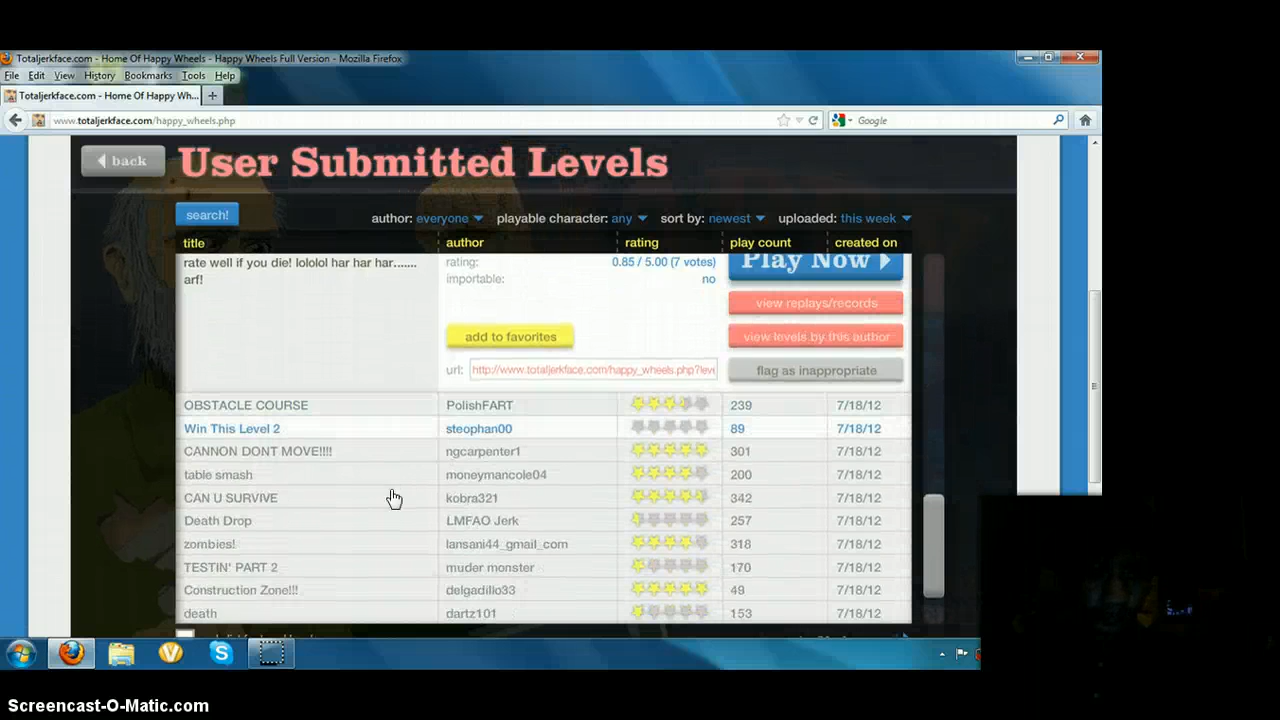 Totaljerkface.com - Home Of Happy Wheels - Happy Wheels Full Version - Mozilla Firefox
File Edit View History Bookmarks Tools Help
Totaljerkface.com - Home Of Happy Wh... +
www.totaljerkface.com/happy_wheels.php Google
back User Submitted Levels
search! author: everyone playable character: any sort by: newest uploaded: this week
title author rating play count created on
rate well if you die! lololol har har har....... rating: 0.85 / 5.00 (7 votes) Play Now
arf! importable: no
view replays/records
add to favorites view levels by this author
url: http://www.totaljerkface.com/happy_wheels.php?leve flag as inappropriate
OBSTACLE COURSE PolishFART 239 7/18/12
Win This Level 2 steophan00 89 7/18/12
CANNON DONT MOVE!!!! ngcarpenter1 301 7/18/12
table smash moneymancole04 200 7/18/12
CAN U SURVIVE kobra321 342 7/18/12
Death Drop LMFAO Jerk 257 7/18/12
zombies! lansani44_gmail_com 318 7/18/12
TESTIN' PART 2 muder monster 170 7/18/12
Construction Zone!!! delgadillo33 49 7/18/12
death dartz101 153 7/18/12
Screencast-O-Matic.com